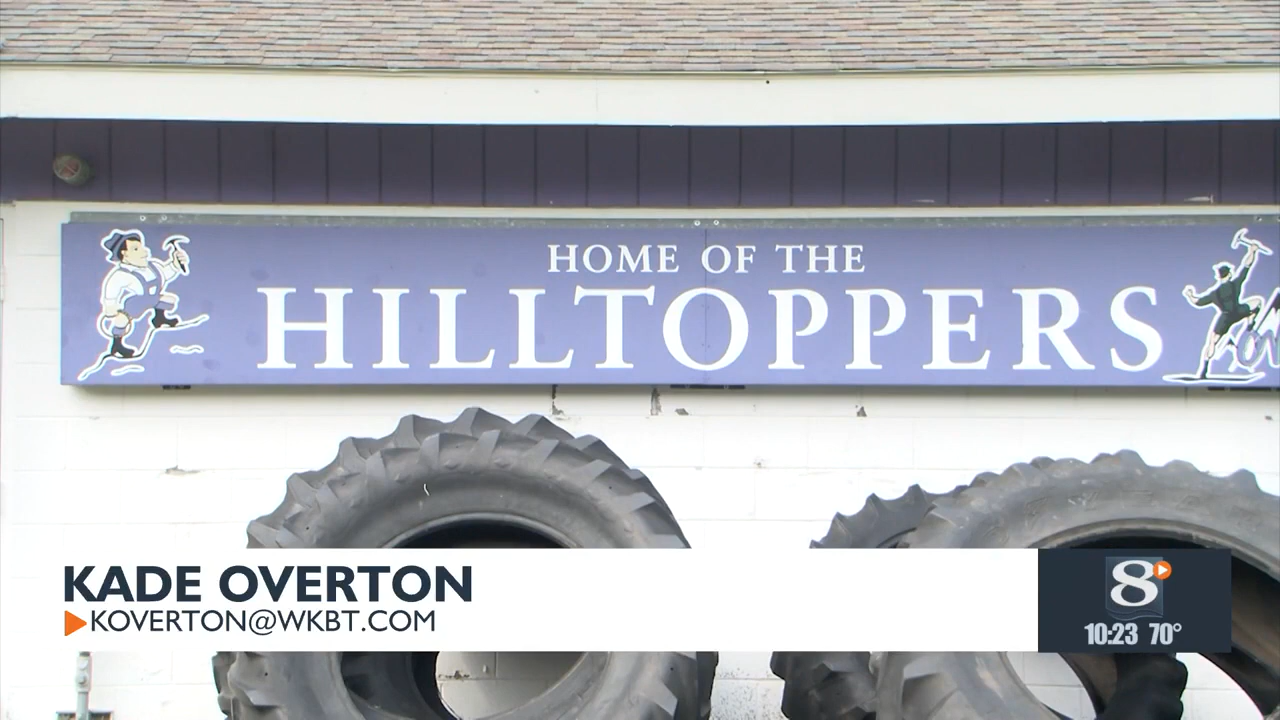 HOME OF THE
HILLTOPPERS
KADE OVERTON
KOVERTON@WKBT.COM
8
10:23 70°